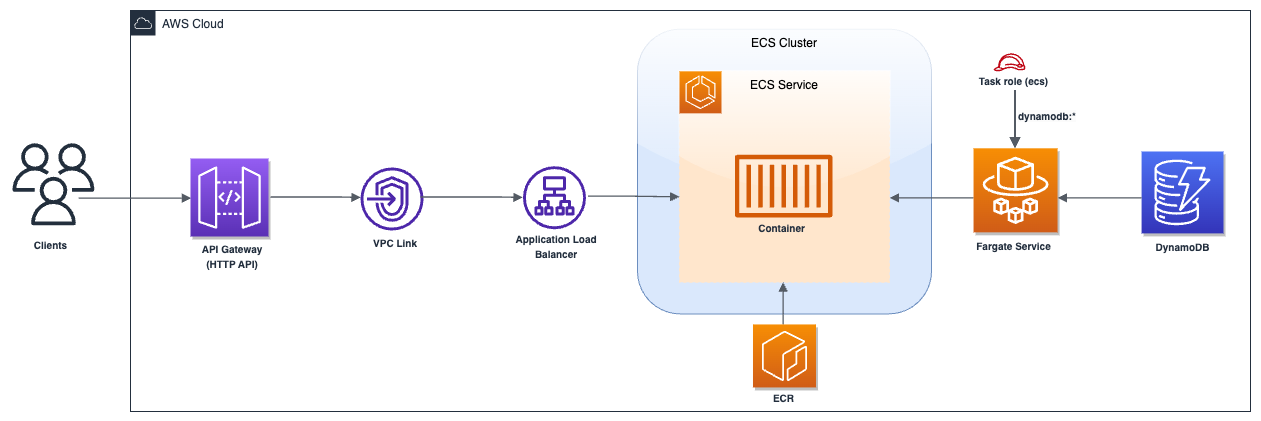 AWS Cloud
ECS Cluster
ECS Service
Task role (ecs)
dynamodb:*
Container
Clients
API Gateway
(HTTP API)
VPC Link
Application Load
Balancer
Fargate Service
DynamoDB
ECR